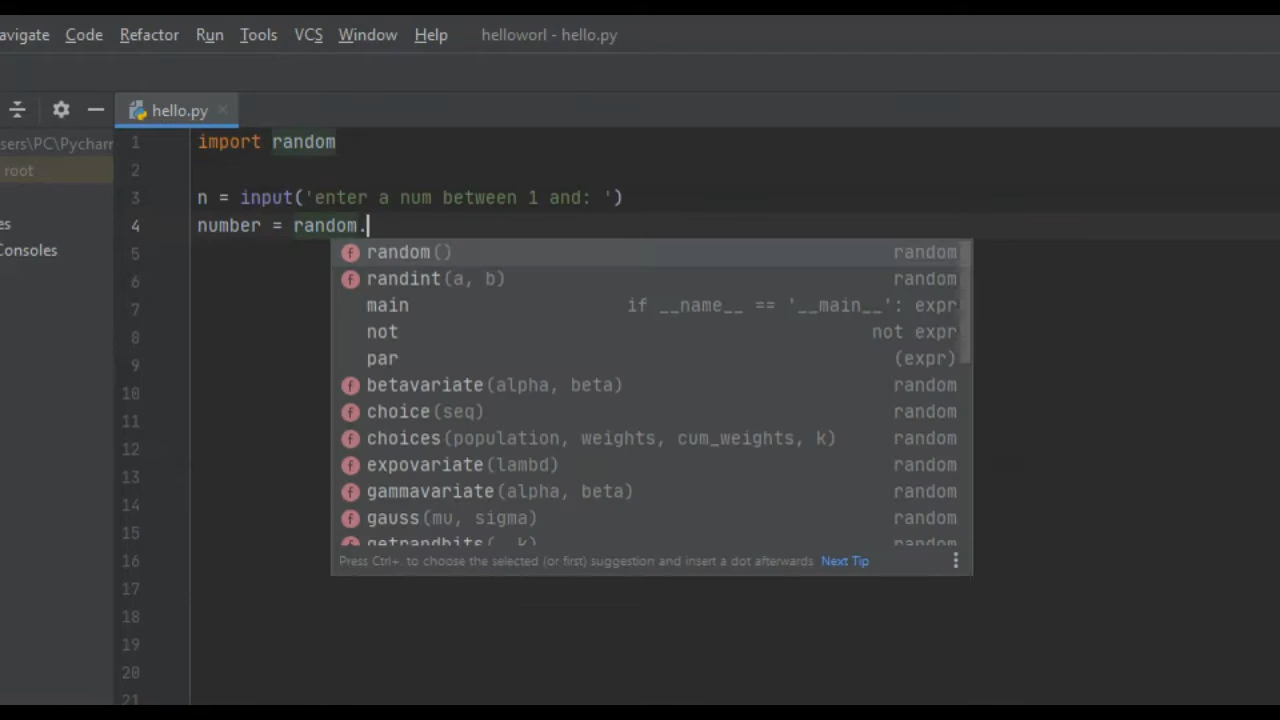 avigate Code Refactor Run Tools VCS Window Help helloworl - hello.py
hello.py
sers\PC\Pycharr
root
es
Consoles
1 import random
2
3 n = input('enter a num between 1 and: ')
4 number = random.
5
6
7
8
9
10
11
12
13
14
15
16
17
18
19
20
21
random() random
randint(a, b) random
main if __name__ == '__main__': expr
not not expr
par (expr)
betavariate(alpha, beta) random
choice(seq) random
choices(population, weights, cum_weights, k) random
expovariate(lambd) random
gammavariate(alpha, beta) random
gauss(mu, sigma) random
getrandbits(, k) random
Press Ctrl+. to choose the selected (or first) suggestion and insert a dot afterwards Next Tip